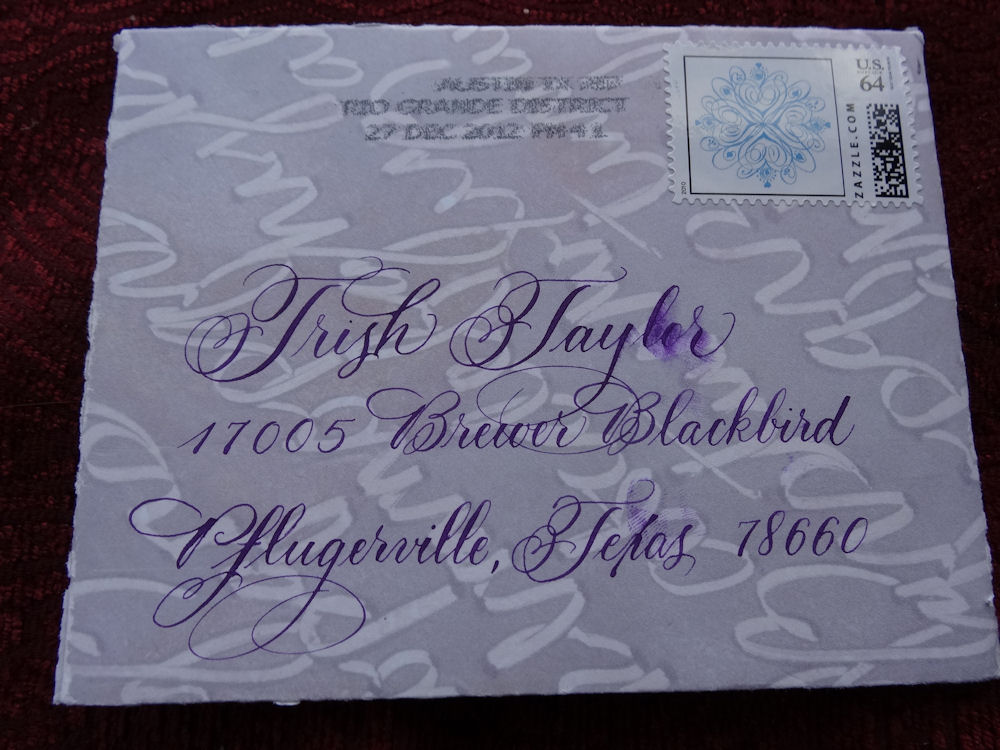 AUSTIN TX RIO GRANDE DISTRICT
27 DEC 2012 PM 4 L
U.S.
64
ZAZZLE.COM
2010
Trish Taylor
17005 Brewer Blackbird
Pflugerville, Texas 78660